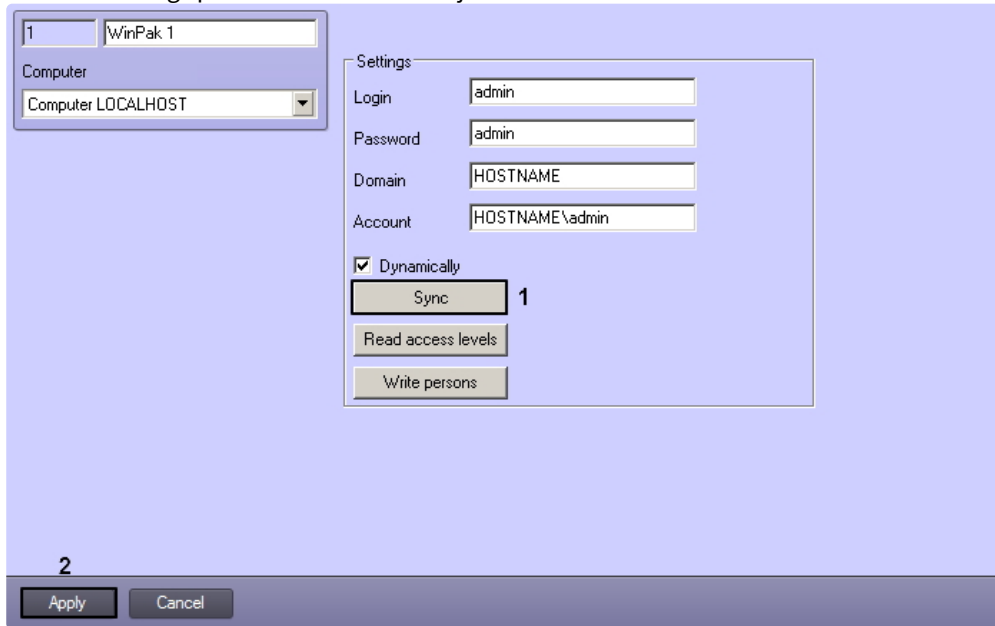 1 WinPak 1
Computer
Computer LOCALHOST
Settings
Login admin
Password admin
Domain HOSTNAME
Account HOSTNAME\admin
Dynamically
Sync 1
Read access levels
Write persons
2
Apply Cancel